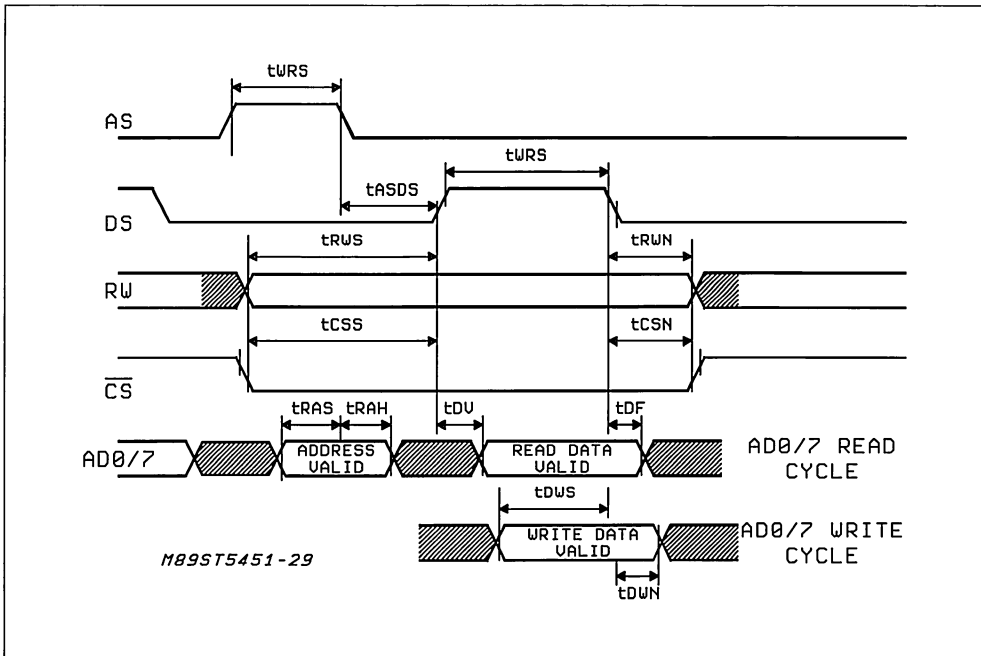 tWRS
AS
tWRS
tASDS
DS
tRWS
tRWN
RW
tCSS
tCSN
CS
tRAS
tRAH
tDV
tDF
AD0/7
ADDRESS
VALID
READ DATA
VALID
AD0/7 READ
CYCLE
tDWS
WRITE DATA
VALID
AD0/7 WRITE
CYCLE
M89ST5451-29
tDWN